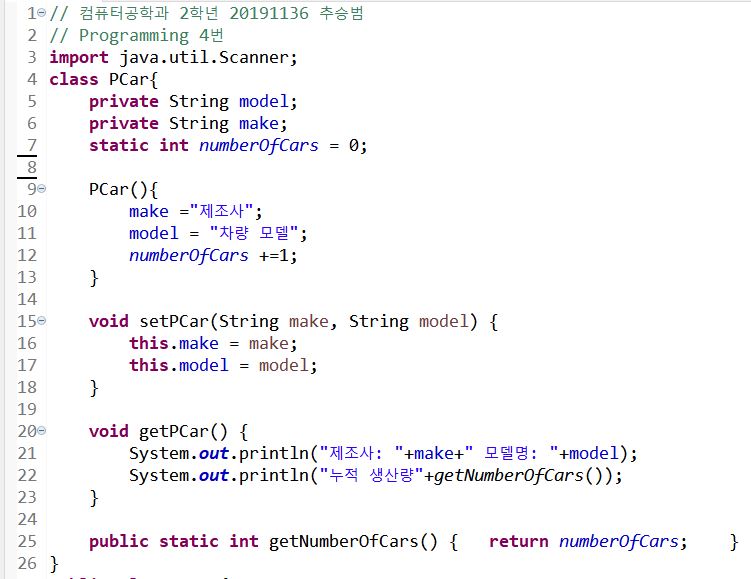 1 // 컴퓨터공학과 2학년 20191136 추승범
2 // Programming 4번
3 import java.util.Scanner;
4 class PCar{
5     private String model;
6     private String make;
7     static int numberOfCars = 0;
8
9     PCar(){
10         make ="제조사";
11         model = "차량 모델";
12         numberOfCars +=1;
13     }
14
15     void setPCar(String make, String model) {
16         this.make = make;
17         this.model = model;
18     }
19
20     void getPCar() {
21         System.out.println("제조사: "+make+" 모델명: "+model);
22         System.out.println("누적 생산량"+getNumberOfCars());
23     }
24
25     public static int getNumberOfCars() {   return numberOfCars;    }
26 }